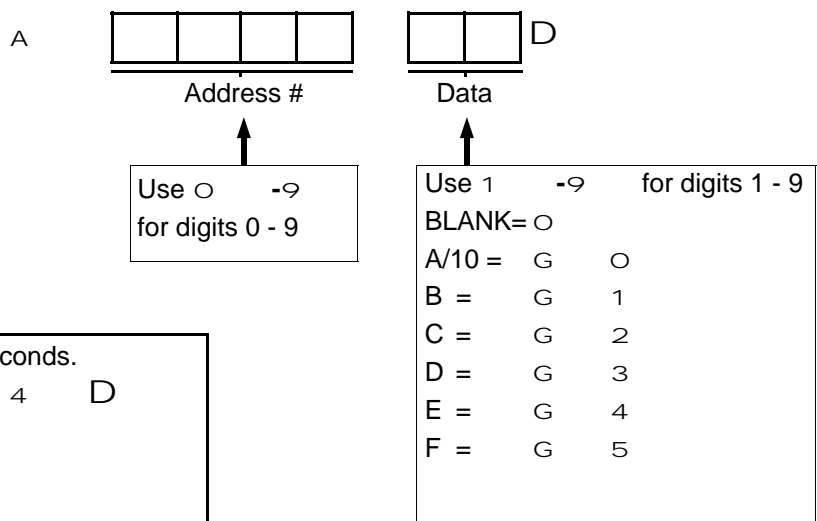 A D
Address # Data
Use 0 -9
for digits 0 - 9
Use 1 -9 for digits 1 - 9
BLANK= 0
A/10 = G 0
B = G 1
C = G 2
D = G 3
E = G 4
F = G 5
conds.
4 D